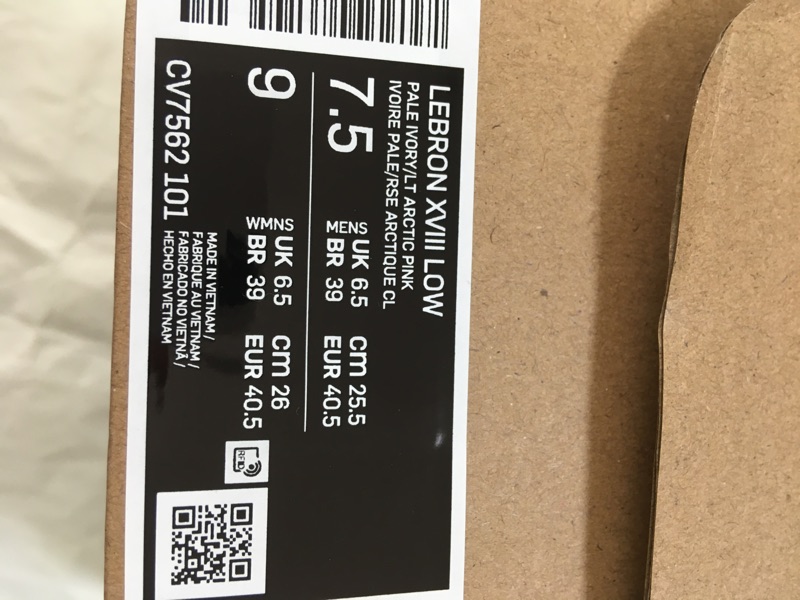 LEBRON XVIII LOW
PALE IVORY/LT ARCTIC PINK
IVOIRE PALE/RSE ARCTIQUE CL
7.5
MENS UK 6.5 cm 25.5
BR 39 EUR 40.5
9
WMNS UK 6.5 cm 26
BR 39 EUR 40.5
MADE IN VIETNAM /
FABRIQUE AU VIETNAM /
FABRICADO NO VIETNÃ /
HECHO EN VIETNAM
CV7562 101
RFID